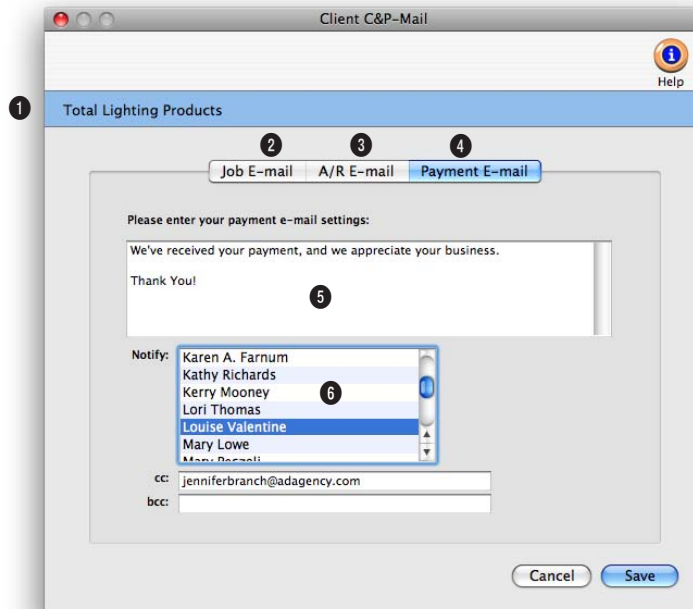 Client C&P-Mail
Help
1 Total Lighting Products
2 3 4
Job E-mail A/R E-mail Payment E-mail
Please enter your payment e-mail settings:
We've received your payment, and we appreciate your business.
Thank You!
5
Notify: Karen A. Farnum
Kathy Richards
Kerry Mooney 6
Lori Thomas
Louise Valentine
Mary Lowe
cc: jenniferbranch@adagency.com
bcc:
Cancel Save